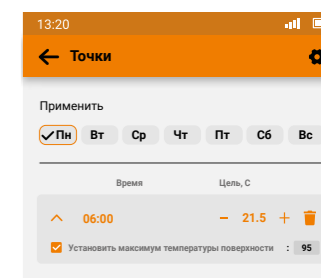 13:20
Точки
Применить
Пн Вт Ср Чт Пт Сб Вс
Время Цель, С
06:00 − 21.5 +
Установить максимум температуры поверхности : 95